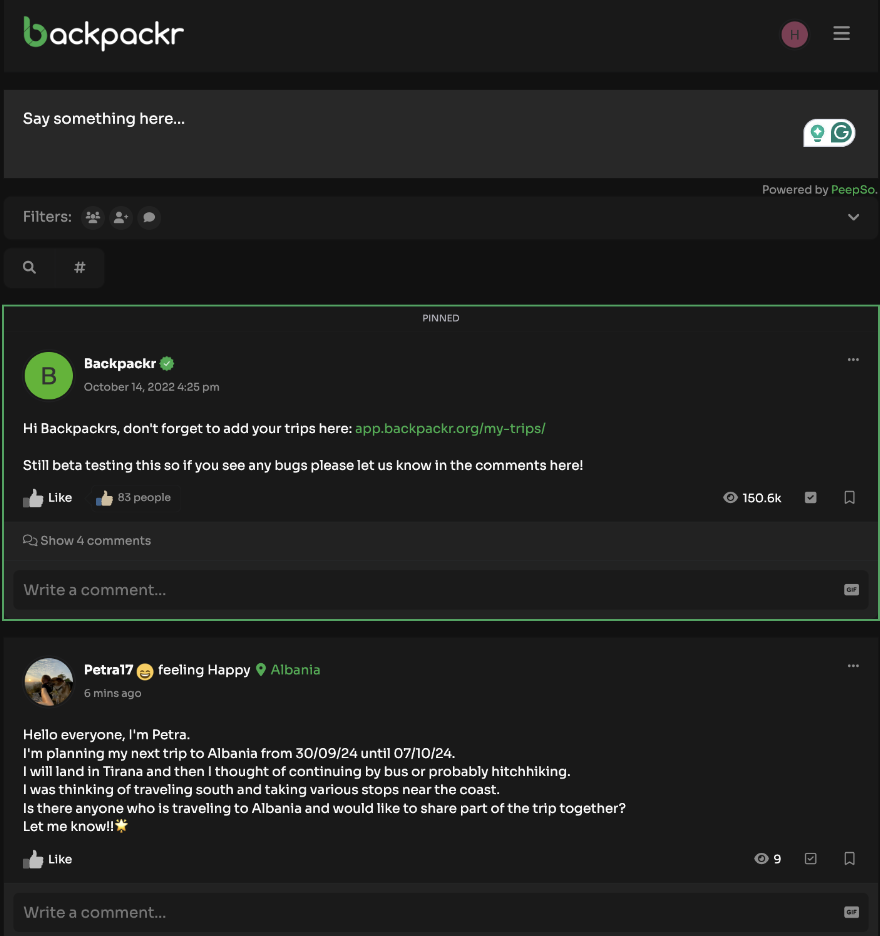 backpackr
H
Say something here...
Powered by PeepSo.
Filters:
#
PINNED
B
Backpackr
October 14, 2022 4:25 pm
Hi Backpackrs, don't forget to add your trips here: app.backpackr.org/my-trips/
Still beta testing this so if you see any bugs please let us know in the comments here!
Like
83 people
150.6k
Show 4 comments
Write a comment...
GIF
Petra17 😄 feeling Happy Albania
6 mins ago
Hello everyone, I'm Petra.
I'm planning my next trip to Albania from 30/09/24 until 07/10/24.
I will land in Tirana and then I thought of continuing by bus or probably hitchhiking.
I was thinking of traveling south and taking various stops near the coast.
Is there anyone who is traveling to Albania and would like to share part of the trip together?
Let me know!!🌟
Like
9
Write a comment...
GIF